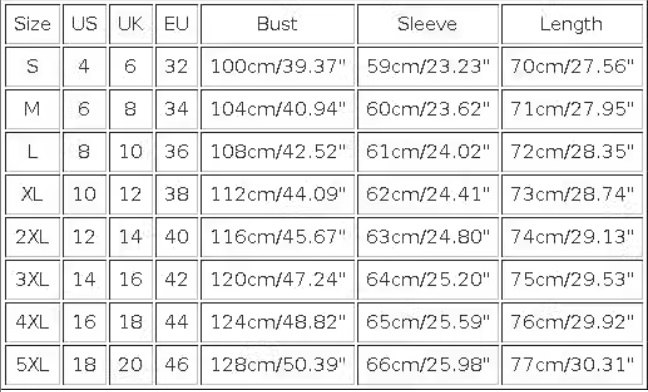 Size US UK EU Bust Sleeve Length
S 4 6 32 100cm/39.37" 59cm/23.23" 70cm/27.56"
M 6 8 34 104cm/40.94" 60cm/23.62" 71cm/27.95"
L 8 10 36 108cm/42.52" 61cm/24.02" 72cm/28.35"
XL 10 12 38 112cm/44.09" 62cm/24.41" 73cm/28.74"
2XL 12 14 40 116cm/45.67" 63cm/24.80" 74cm/29.13"
3XL 14 16 42 120cm/47.24" 64cm/25.20" 75cm/29.53"
4XL 16 18 44 124cm/48.82" 65cm/25.59" 76cm/29.92"
5XL 18 20 46 128cm/50.39" 66cm/25.98" 77cm/30.31"